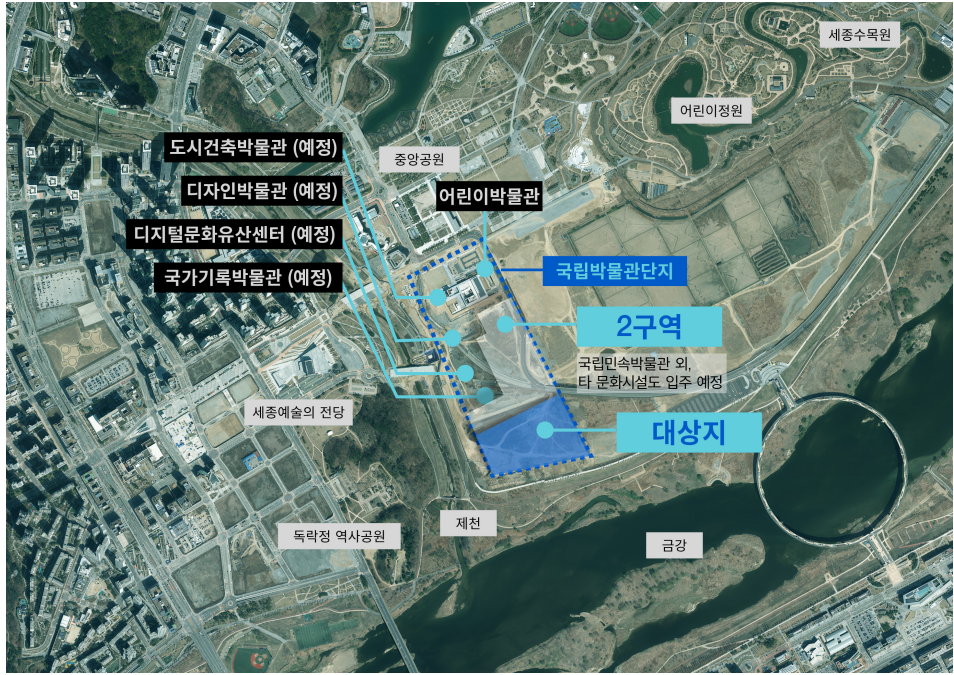 세종수목원
어린이정원
도시건축박물관 (예정)
중앙공원
디자인박물관 (예정)
어린이박물관
디지털문화유산센터 (예정)
국가기록박물관 (예정)
국립박물관단지
2구역
국립민속박물관 외,
타 문화시설도 입주 예정
세종예술의 전당
대상지
제천
독락정 역사공원
금강